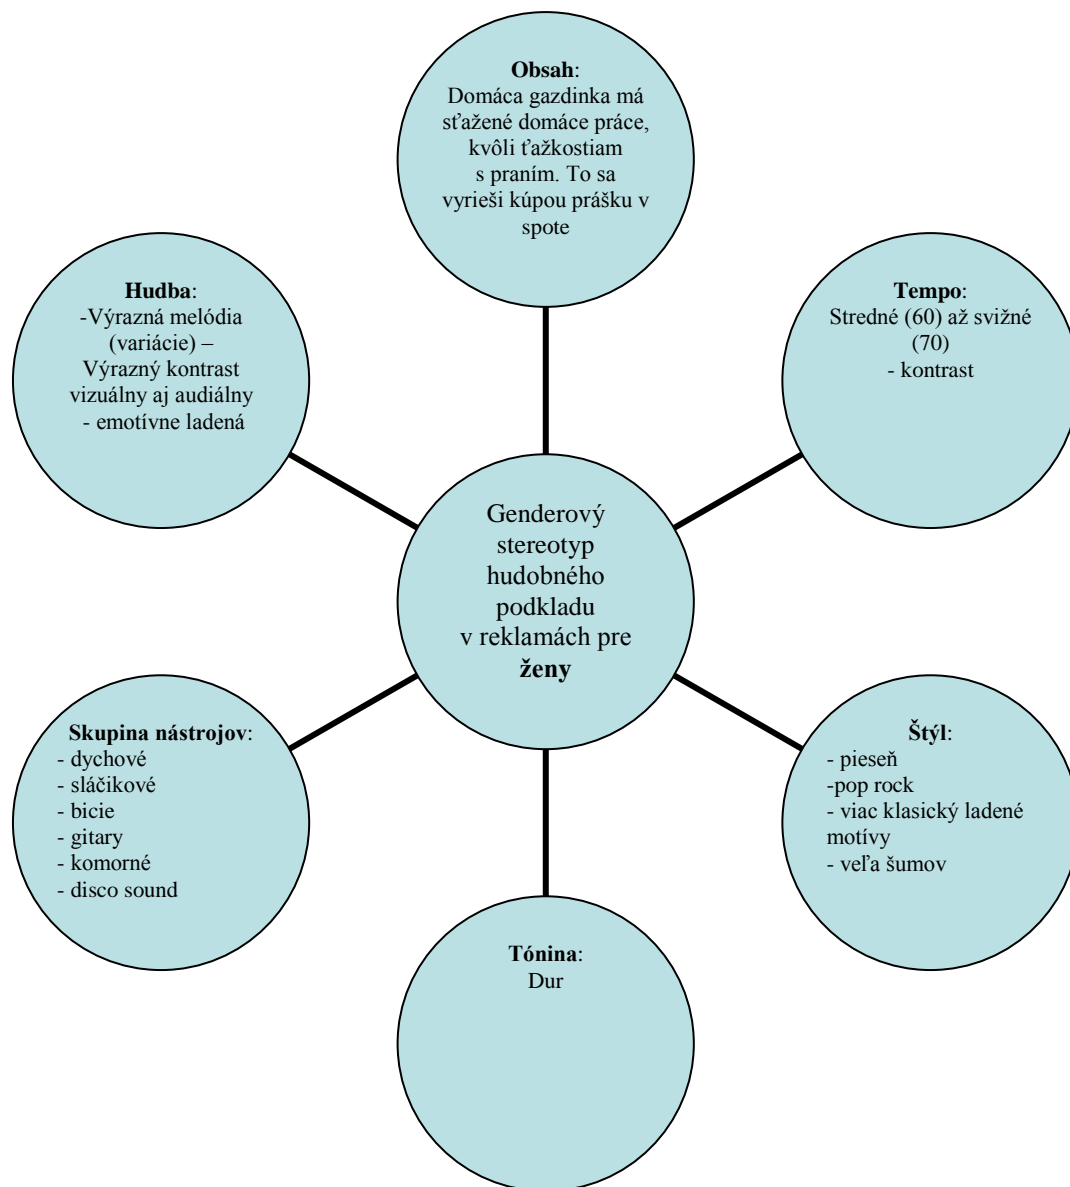 Obsah:
Domáca gazdinka má
sťažené domáce práce,
kvôli ťažkostiam
s praním. To sa
vyrieši kúpou prášku v
spote
Hudba:
-Výrazná melódia
(variácie) –
Výrazný kontrast
vizuálny aj audiálny
- emotívne ladená
Tempo:
Stredné (60) až svižné
(70)
- kontrast
Genderový
stereotyp
hudobného
podkladu
v reklamách pre
ženy
Skupina nástrojov:
- dychové
- sláčikové
- bicie
- gitary
- komorné
- disco sound
Štýl:
- pieseň
-pop rock
- viac klasický ladené
motívy
- veľa šumov
Tónina:
Dur